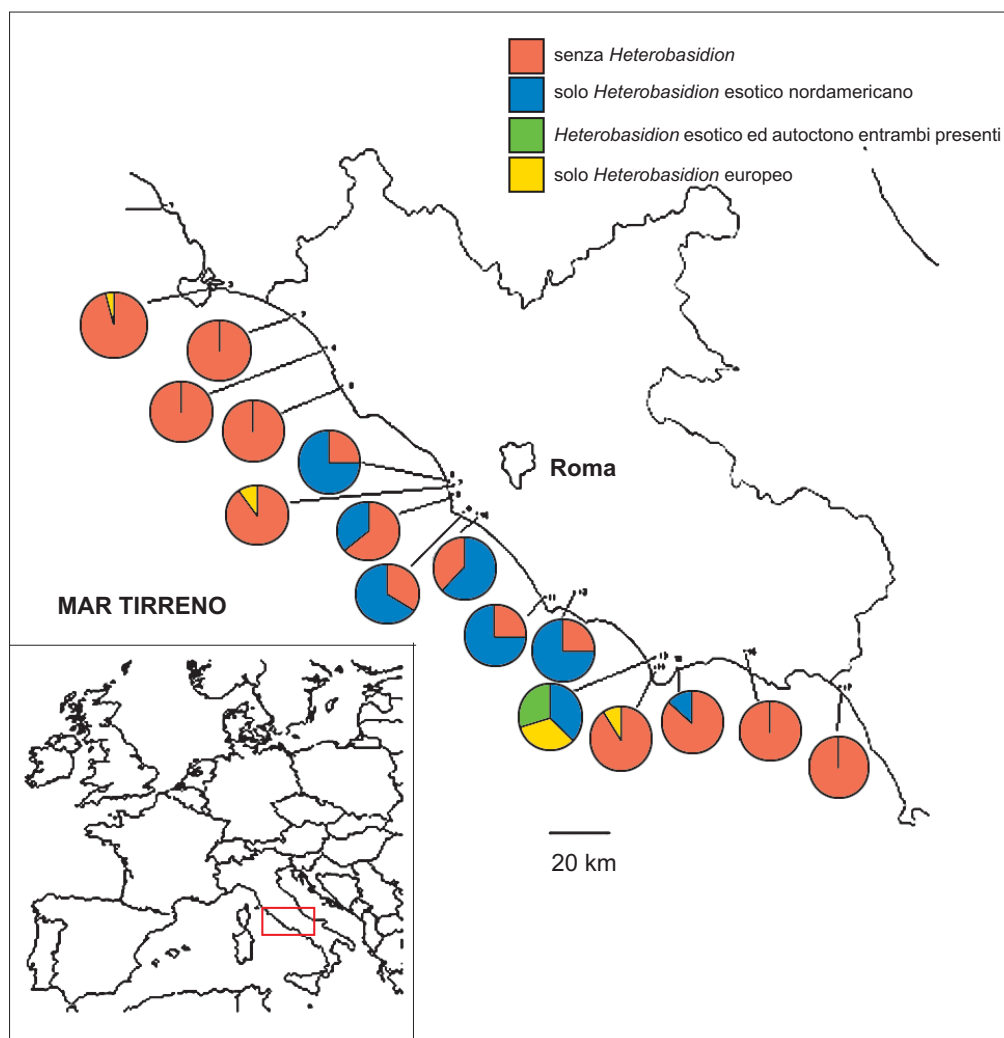 senza Heterobasidion
solo Heterobasidion esotico nordamericano
Heterobasidion esotico ed autoctono entrambi presenti
solo Heterobasidion europeo
Roma
MAR TIRRENO
20 km